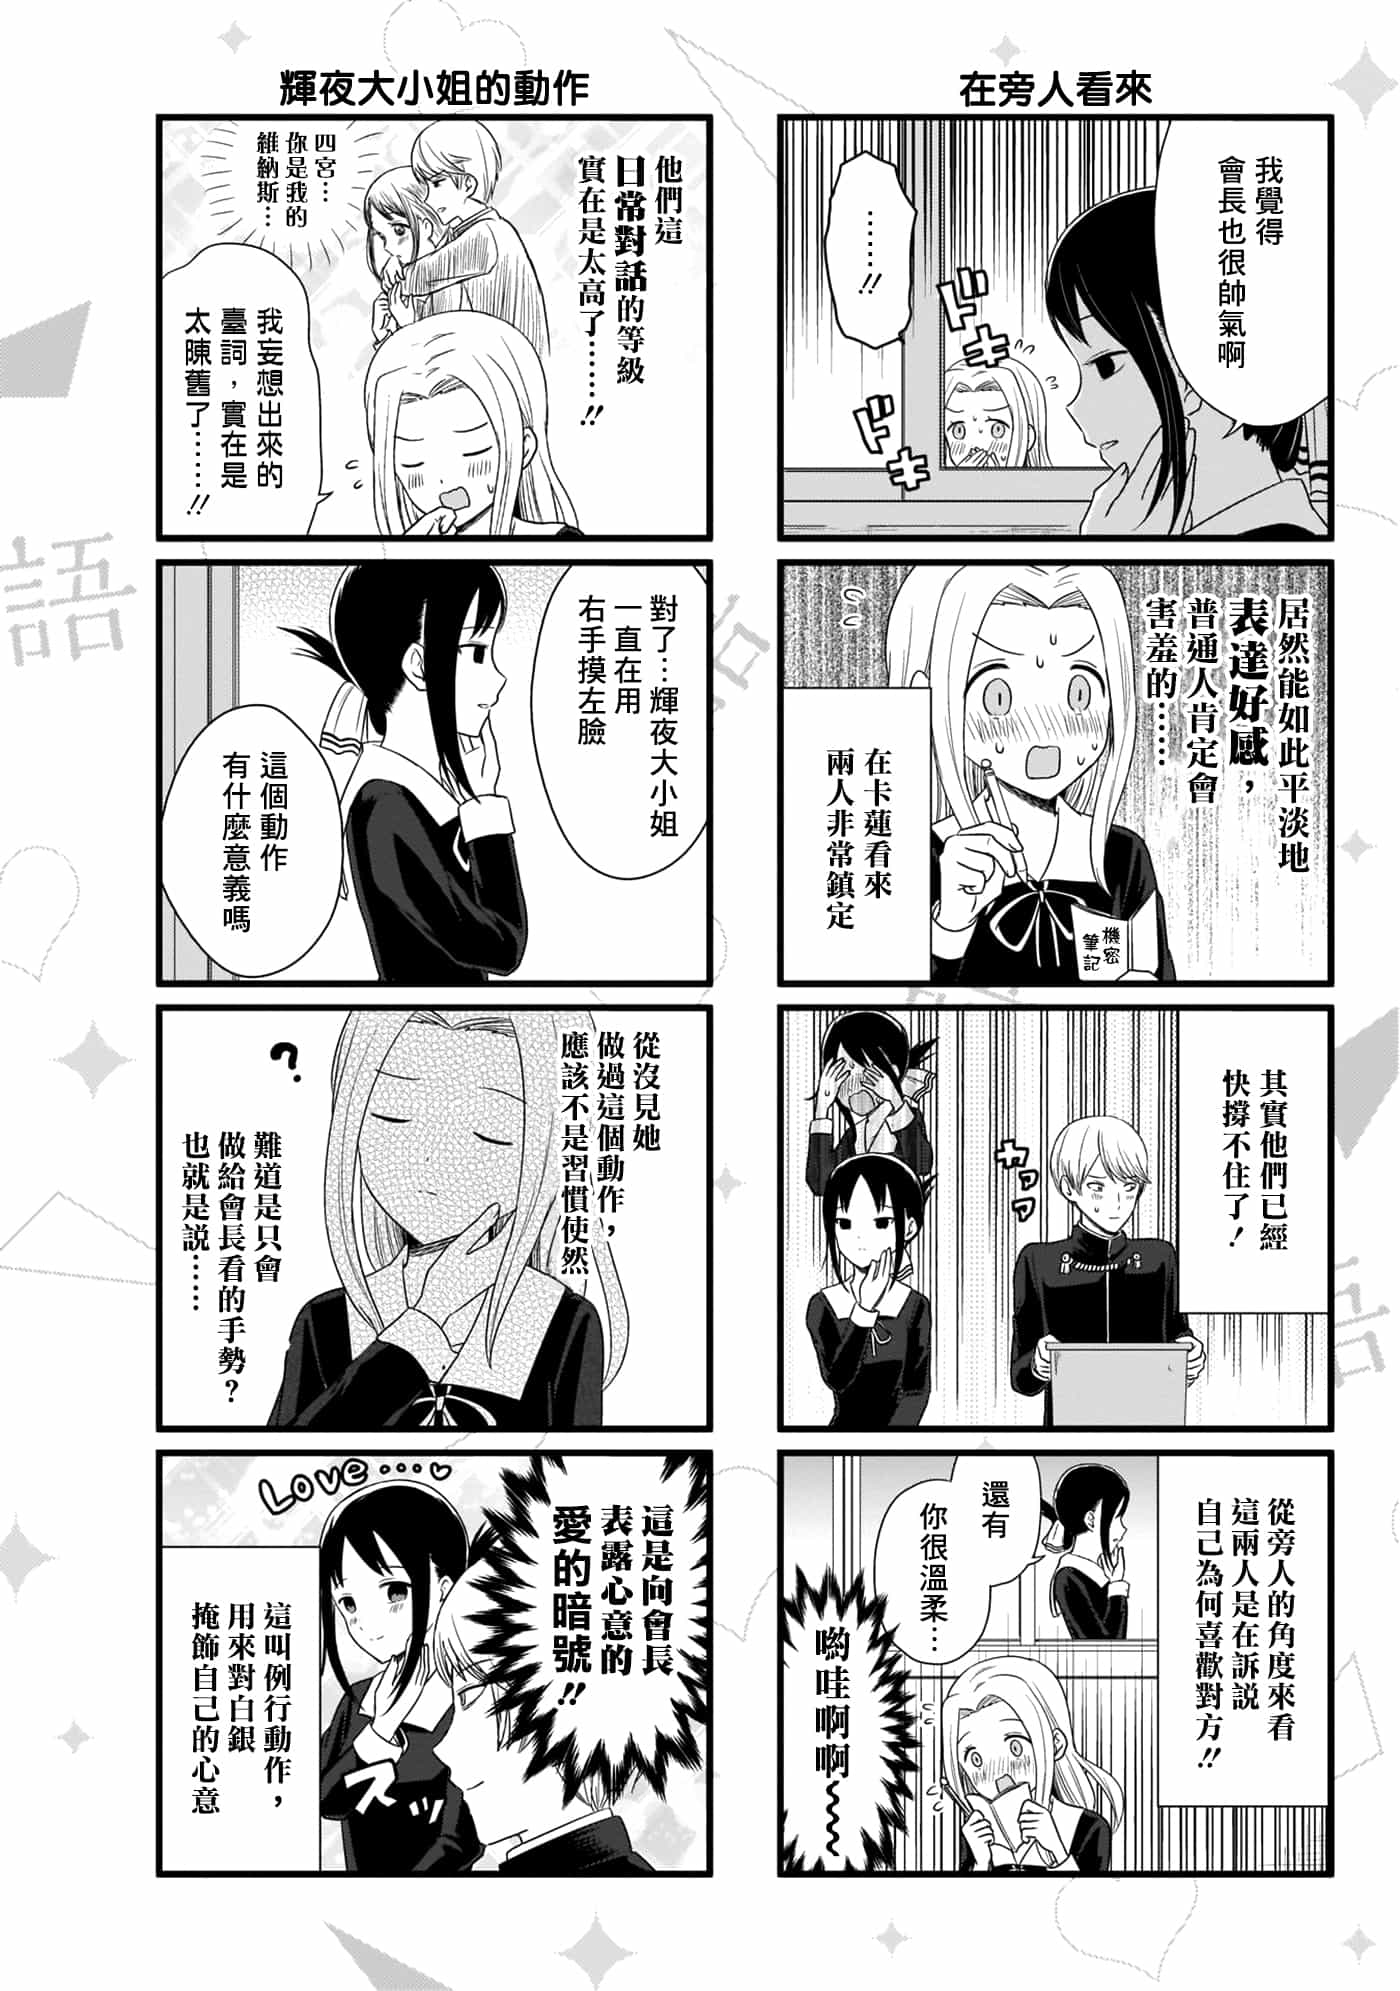 在旁人看來
我覺得
會長也很帥氣啊
……!!
ドキ
ドキ
居然能如此平淡地
表達好感，
普通人肯定會
害羞的……
在卡蓮看來
兩人非常鎮定
機密
筆記
其實他們已經
快撐不住了！
カアァ
從旁人的角度來看
這兩人是在訴説
自己為何喜歡對方!!
還有
你很溫柔…
喲哇啊啊～～
輝夜大小姐的動作
他們這
日常對話的等級
實在是太高了……!!
四宮…
你是我的
維納斯…
我妄想出來的
臺詞，實在是
太陳舊了……!!
對了…輝夜大小姐
一直在用
右手摸左臉
這個動作
有什麼意義嗎
從沒見她
做過這個動作，
應該不是習慣使然
?
難道是只會
做給會長看的手勢？
也就是説……
這是向會長
表露心意的
愛的暗號!!
Love…
スッ
這叫例行動作，
用來對白銀
掩飾自己的心意
語
語
語